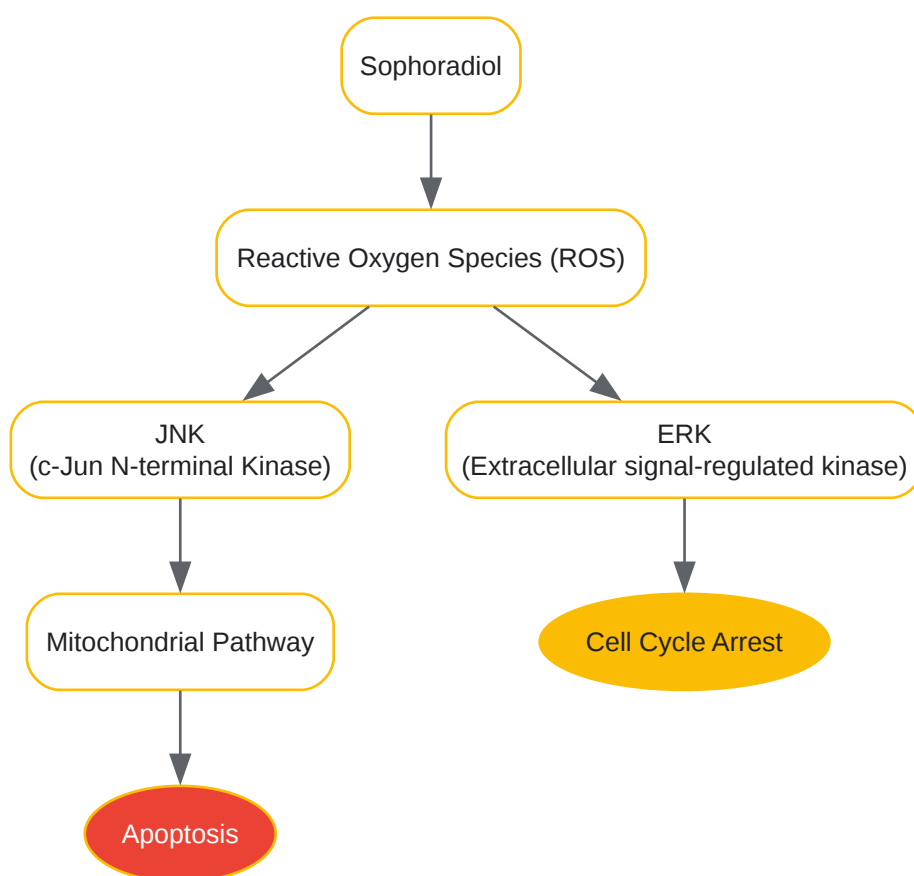 Sophoradiol
Reactive Oxygen Species (ROS)
JNK
(c-Jun N-terminal Kinase)
ERK
(Extracellular signal-regulated kinase)
Mitochondrial Pathway
Cell Cycle Arrest
Apoptosis